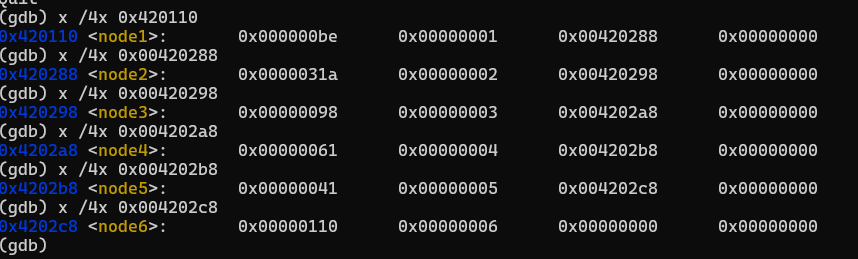 Quit
(gdb) x /4x 0x420110
0x420110 <node1>: 0x000000be 0x00000001 0x00420288 0x00000000
(gdb) x /4x 0x00420288
0x420288 <node2>: 0x0000031a 0x00000002 0x00420298 0x00000000
(gdb) x /4x 0x00420298
0x420298 <node3>: 0x00000098 0x00000003 0x004202a8 0x00000000
(gdb) x /4x 0x004202a8
0x4202a8 <node4>: 0x00000061 0x00000004 0x004202b8 0x00000000
(gdb) x /4x 0x004202b8
0x4202b8 <node5>: 0x00000041 0x00000005 0x004202c8 0x00000000
(gdb) x /4x 0x004202c8
0x4202c8 <node6>: 0x00000110 0x00000006 0x00000000 0x00000000
(gdb)